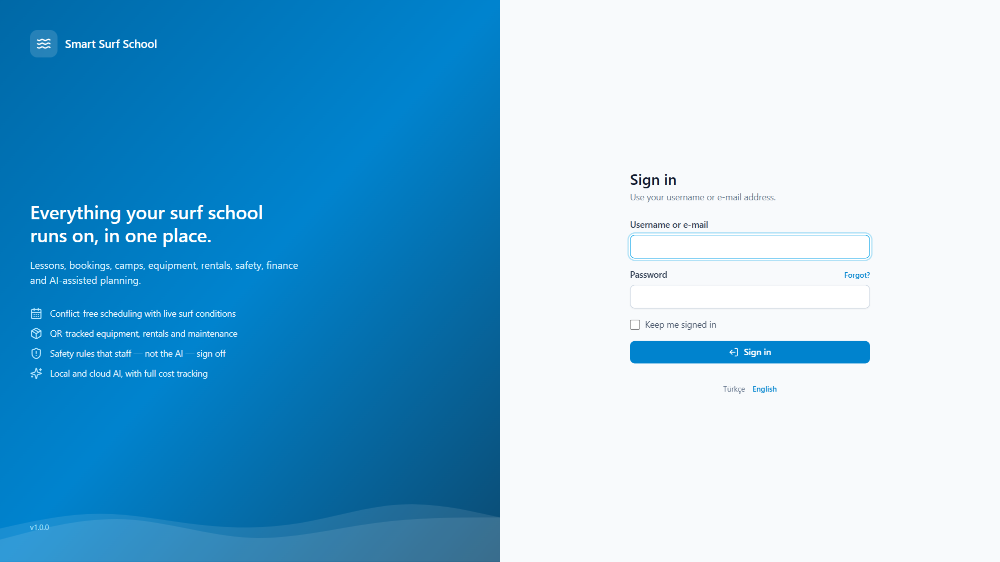 Smart Surf School
Everything your surf school
runs on, in one place.
Lessons, bookings, camps, equipment, rentals, safety, finance
and AI-assisted planning.
Conflict-free scheduling with live surf conditions
QR-tracked equipment, rentals and maintenance
Safety rules that staff — not the AI — sign off
Local and cloud AI, with full cost tracking
v1.0.0
Sign in
Use your username or e-mail address.
Username or e-mail
Password Forgot?
Keep me signed in
Sign in
Türkçe English